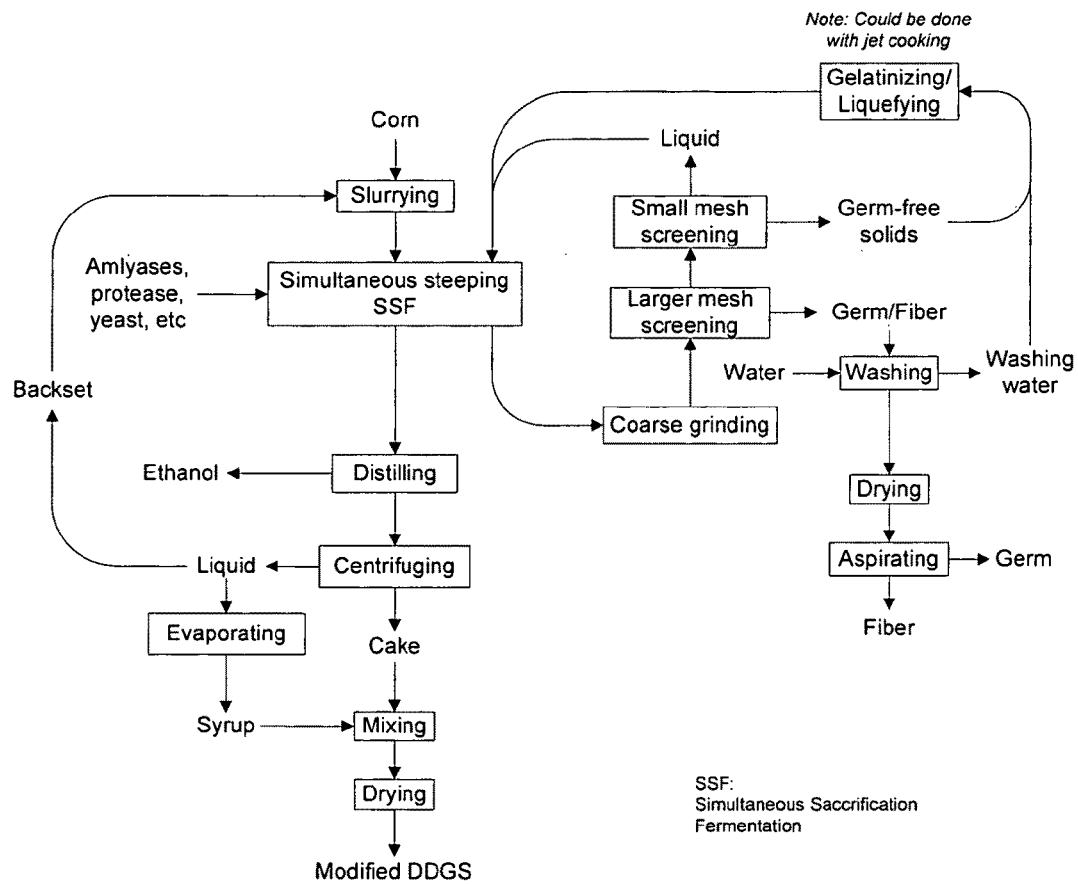 Note: Could be done
with jet cooking
Gelatinizing/
Liquefying
Corn
Liquid
Slurrying
Small mesh
screening
Germ-free
solids
Amlyases,
protease,
yeast, etc
Simultaneous steeping
SSF
Larger mesh
screening
Germ/Fiber
Water
Washing
Washing
water
Backset
Coarse grinding
Ethanol
Distilling
Drying
Liquid
Centrifuging
Aspirating
Germ
Evaporating
Cake
Fiber
Syrup
Mixing
Drying
SSF:
Simultaneous Saccrification
Fermentation
Modified DDGS